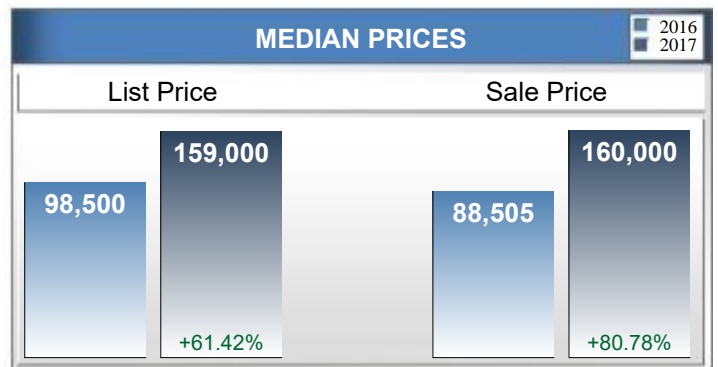 MEDIAN PRICES
2016
2017
List Price
Sale Price
98,500
159,000
+61.42%
88,505
160,000
+80.78%